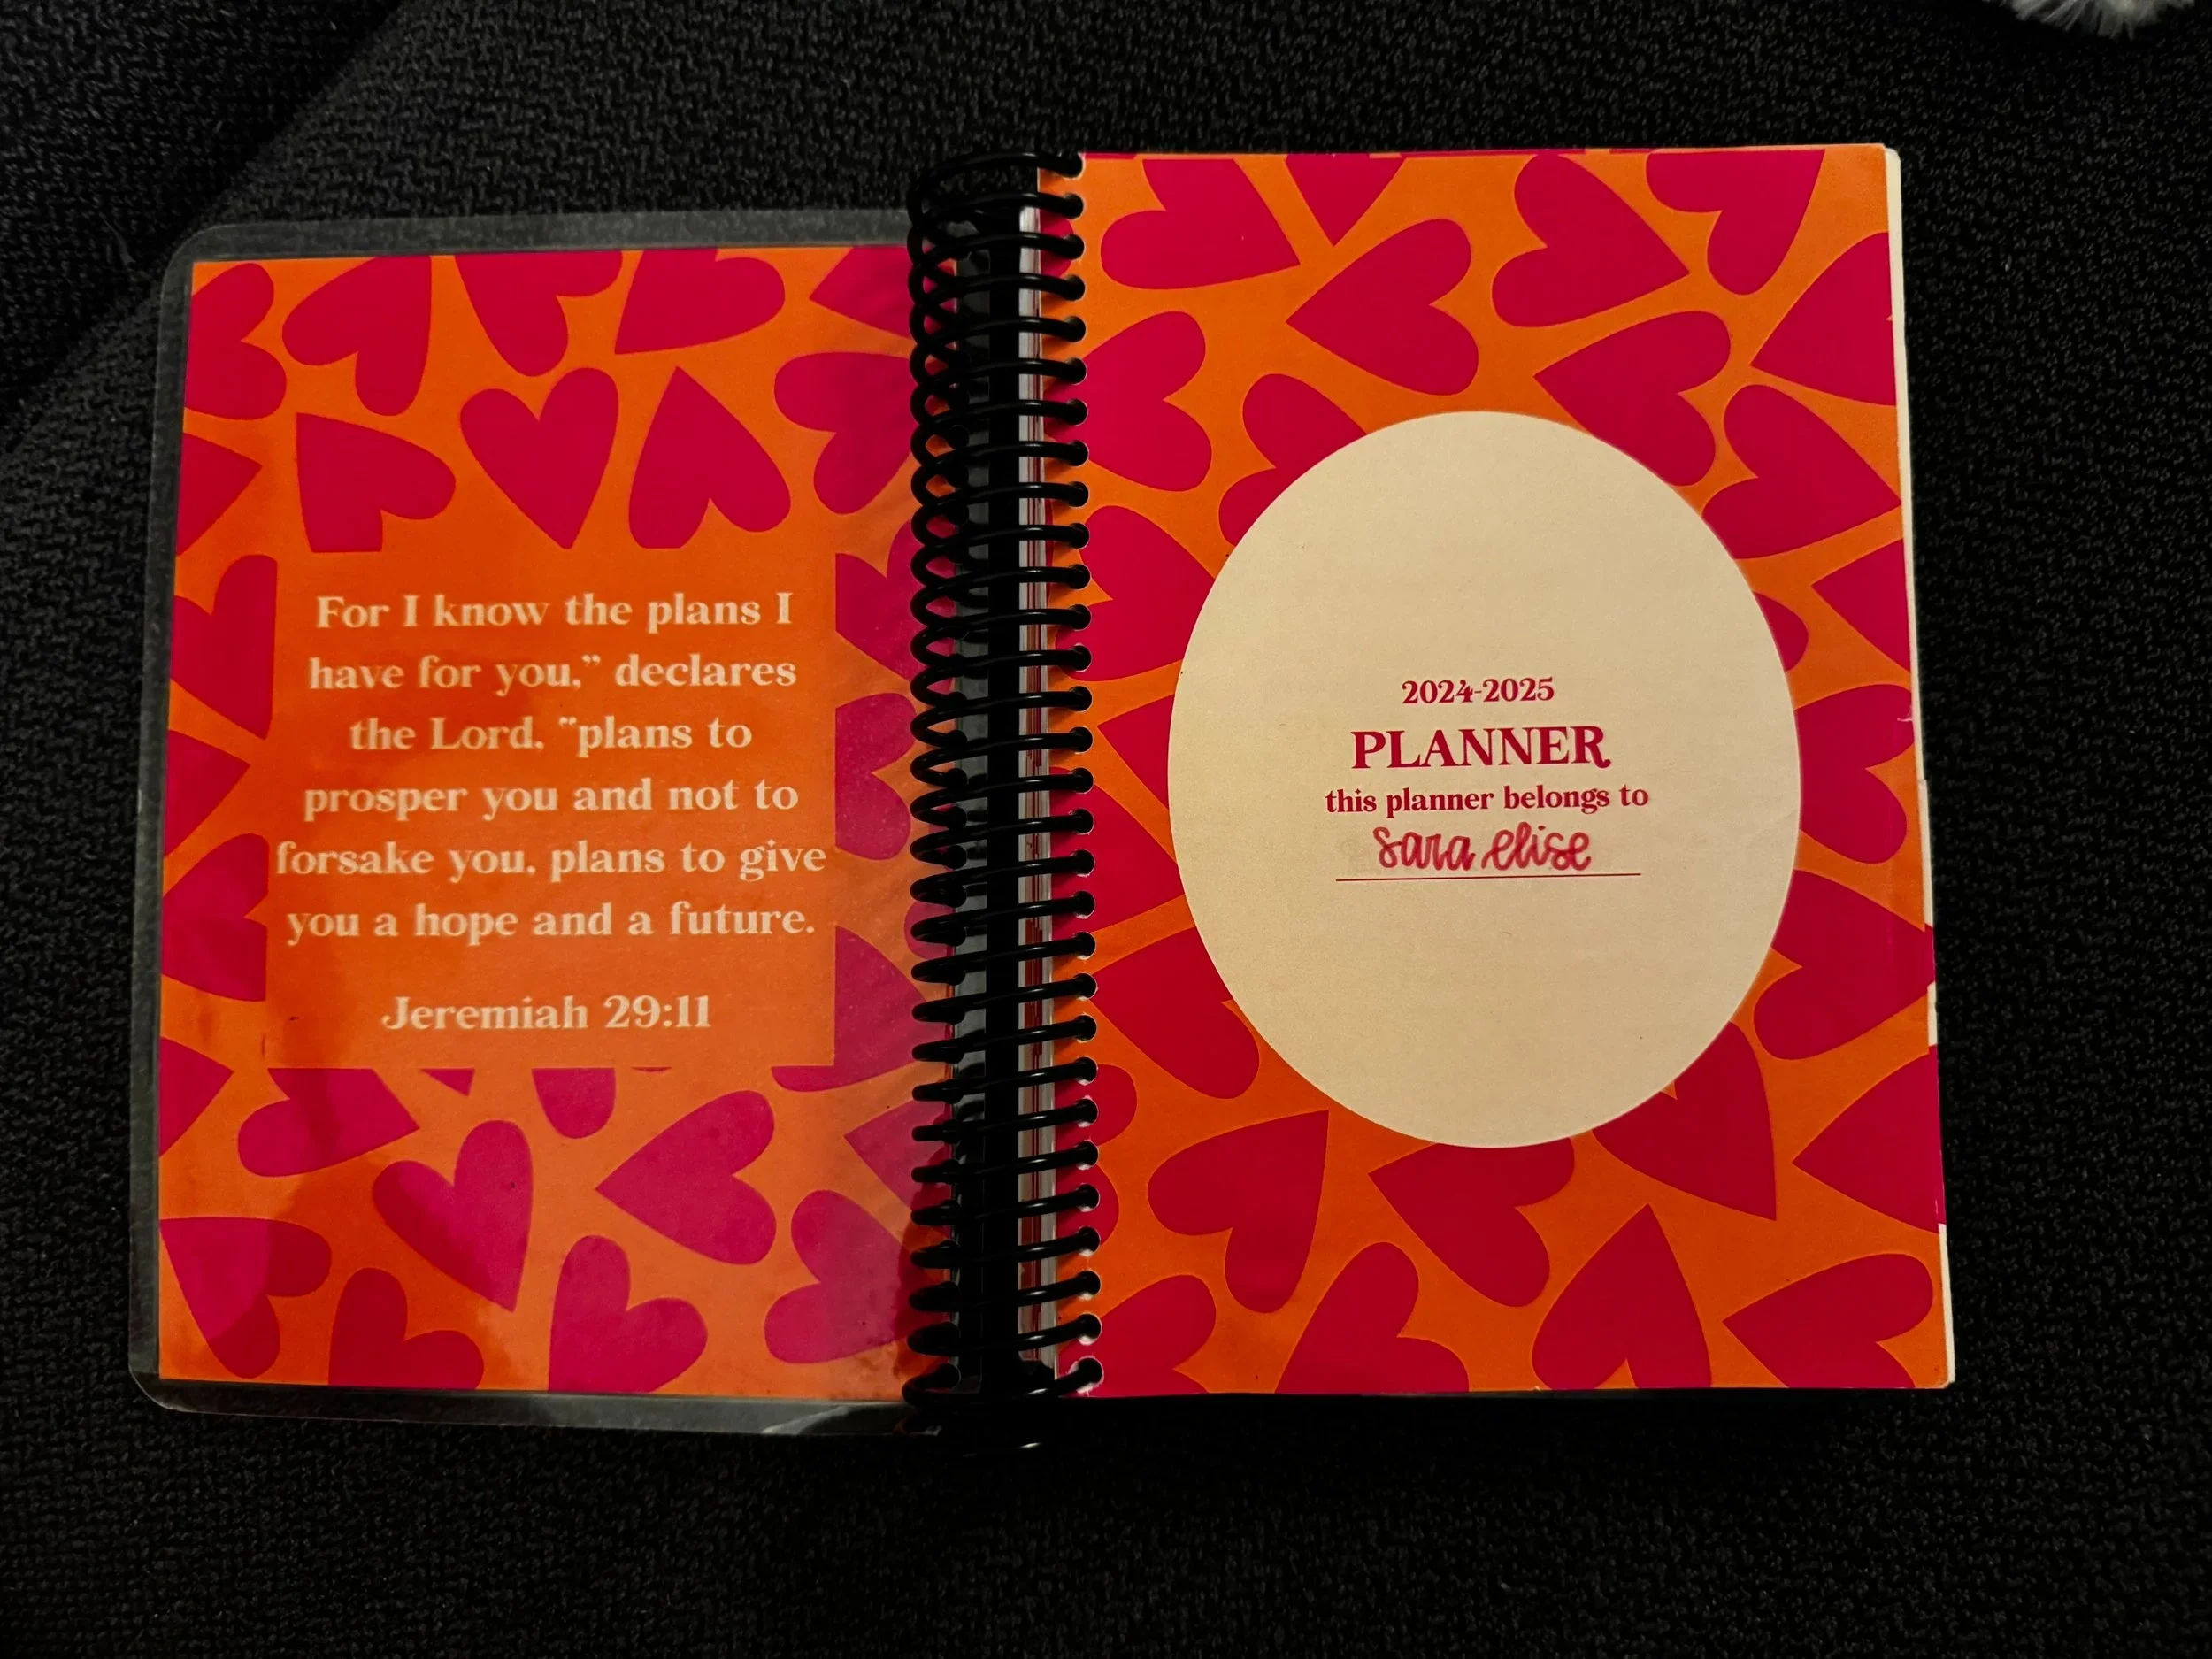 For I know the plans I
have for you,” declares
the Lord, “plans to
prosper you and not to
forsake you, plans to give
you a hope and a future.
Jeremiah 29:11
2024-2025
PLANNER
this planner belongs to
sara elise